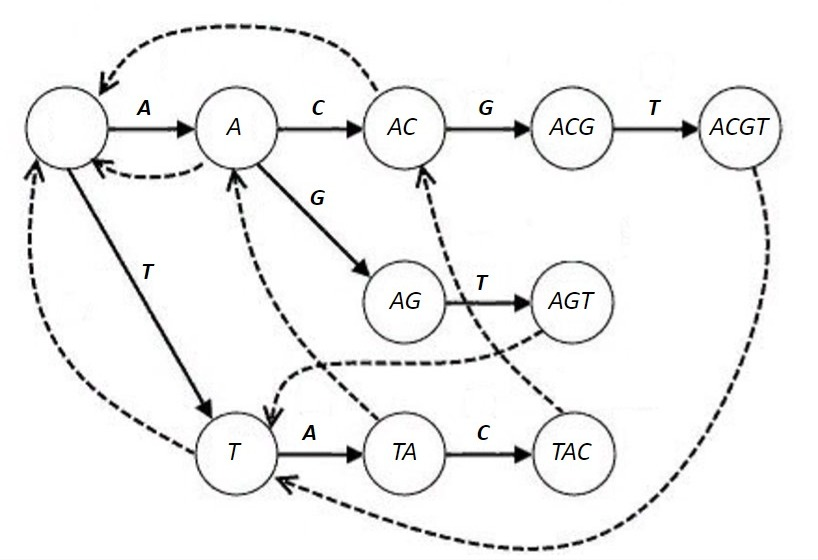 A C G T
A AC ACG ACGT
G
T
T
AG AGT
A C
T TA TAC